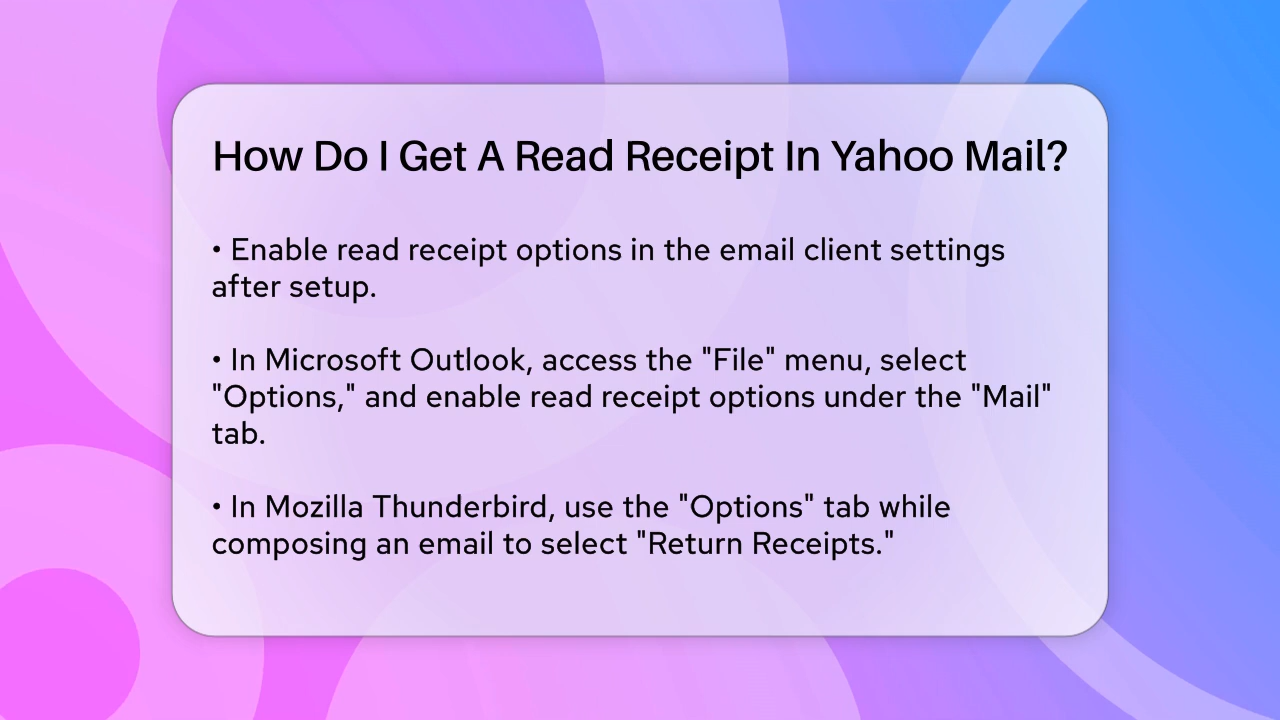 How Do I Get A Read Receipt In Yahoo Mail?
• Enable read receipt options in the email client settings
after setup.
• In Microsoft Outlook, access the "File" menu, select
"Options," and enable read receipt options under the "Mail"
tab.
• In Mozilla Thunderbird, use the "Options" tab while
composing an email to select "Return Receipts."